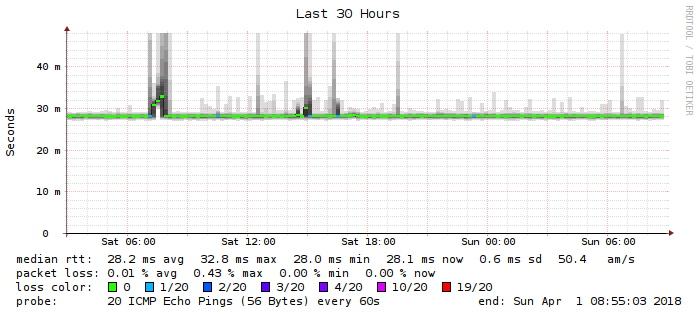 Last 30 Hours
RRDTOOL / TOBI OETIKER
Seconds
40 m
30 m
20 m
10 m
0
Sat 06:00 Sat 12:00 Sat 18:00 Sun 00:00 Sun 06:00
median rtt: 28.2 ms avg 32.8 ms max 28.0 ms min 28.1 ms now 0.6 ms sd 50.4 am/s
packet loss: 0.01 % avg 0.43 % max 0.00 % min 0.00 % now
loss color: 0 1/20 2/20 3/20 4/20 10/20 19/20
probe: 20 ICMP Echo Pings (56 Bytes) every 60s end: Sun Apr 1 08:55:03 2018